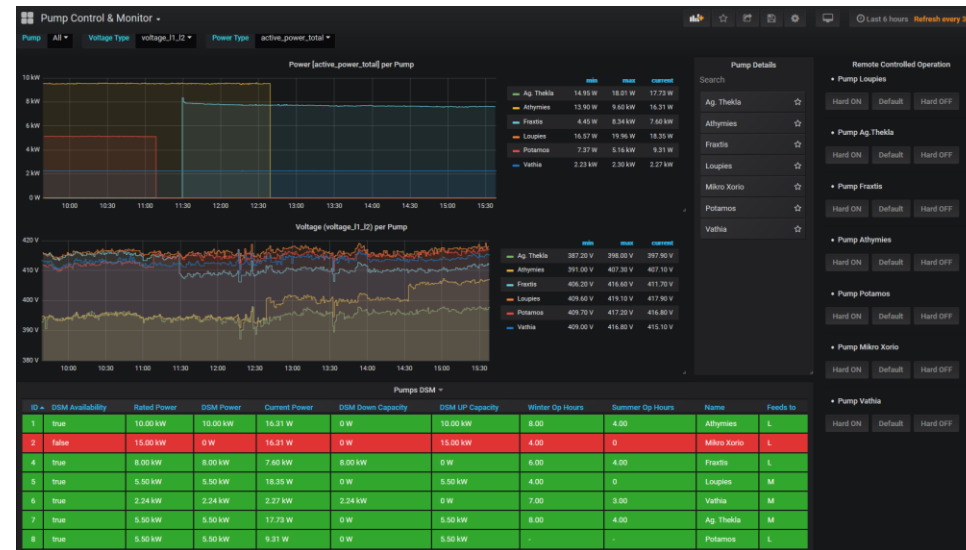 Pump Control & Monitor
Last 6 hours Refresh every 3
Pump All Voltage Type voltage_l1_l2 Power Type active_power_total
Power [active_power_total] per Pump
10 kW
8 kW
6 kW
4 kW
2 kW
0 W
10:00 10:30 11:00 11:30 12:00 12:30 13:00 13:30 14:00 14:30 15:00 15:30
min max current
Ag. Thekla 14.95 W 18.01 W 17.73 W
Athymies 13.90 W 9.60 kW 16.31 W
Fraxtis 4.45 W 8.34 kW 7.60 kW
Loupies 16.57 W 19.96 W 18.35 W
Potamos 7.37 W 5.16 kW 9.31 W
Vathia 2.23 kW 2.30 kW 2.27 kW
Voltage (voltage_l1_l2) per Pump
420 V
410 V
400 V
390 V
380 V
10:00 10:30 11:00 11:30 12:00 12:30 13:00 13:30 14:00 14:30 15:00 15:30
min max current
Ag. Thekla 387.20 V 398.00 V 397.90 V
Athymies 391.00 V 407.30 V 407.10 V
Fraxtis 406.20 V 416.60 V 411.70 V
Loupies 409.60 V 419.10 V 417.90 V
Potamos 409.70 V 417.20 V 416.80 V
Vathia 409.00 V 416.80 V 415.10 V
Pump Details
Search
Ag. Thekla
Athymies
Fraxtis
Loupies
Mikro Xorio
Potamos
Vathia
Remote Controlled Operation
• Pump Loupies
Hard ON Default Hard OFF
• Pump Ag.Thekla
Hard ON Default Hard OFF
• Pump Fraxtis
Hard ON Default Hard OFF
• Pump Athymies
Hard ON Default Hard OFF
• Pump Potamos
Hard ON Default Hard OFF
• Pump Mikro Xorio
Hard ON Default Hard OFF
• Pump Vathia
Hard ON Default Hard OFF
Pumps DSM
ID DSM Availability Rated Power DSM Power Current Power DSM Down Capacity DSM UP Capacity Winter Op Hours Summer Op Hours Name Feeds to
1 true 10.00 kW 10.00 kW 16.31 W 0 W 10.00 kW 8.00 4.00 Athymies L
2 false 15.00 kW 0 W 16.31 W 0 W 15.00 kW 4.00 0 Mikro Xorio L
4 true 8.00 kW 8.00 kW 7.60 kW 8.00 kW 0 W 6.00 4.00 Fraxtis L
5 true 5.50 kW 5.50 kW 18.35 W 0 W 5.50 kW 4.00 0 Loupies M
6 true 2.24 kW 2.24 kW 2.27 kW 2.24 kW 0 W 7.00 3.00 Vathia M
7 true 5.50 kW 5.50 kW 17.73 W 0 W 5.50 kW 8.00 4.00 Ag. Thekla M
8 true 5.50 kW 5.50 kW 9.31 W 0 W 5.50 kW - - Potamos L